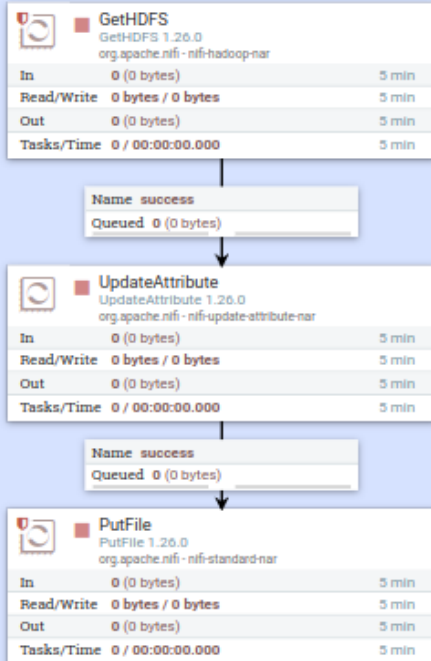 GetHDFS
GetHDFS 1.26.0
org.apache.nifi - nifi-hadoop-nar
In 0 (0 bytes) 5 min
Read/Write 0 bytes / 0 bytes 5 min
Out 0 (0 bytes) 5 min
Tasks/Time 0 / 00:00:00.000 5 min
Name success
Queued 0 (0 bytes)
UpdateAttribute
UpdateAttribute 1.26.0
org.apache.nifi - nifi-update-attribute-nar
In 0 (0 bytes) 5 min
Read/Write 0 bytes / 0 bytes 5 min
Out 0 (0 bytes) 5 min
Tasks/Time 0 / 00:00:00.000 5 min
Name success
Queued 0 (0 bytes)
PutFile
PutFile 1.26.0
org.apache.nifi - nifi-standard-nar
In 0 (0 bytes) 5 min
Read/Write 0 bytes / 0 bytes 5 min
Out 0 (0 bytes) 5 min
Tasks/Time 0 / 00:00:00.000 5 min